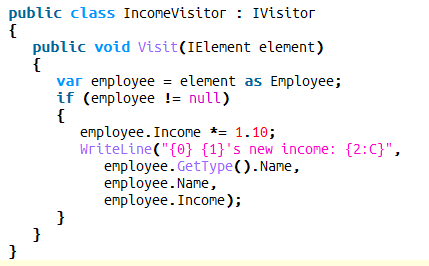 public class IncomeVisitor : IVisitor
{
    public void Visit(IElement element)
    {
        var employee = element as Employee;
        if (employee != null)
        {
            employee.Income *= 1.10;
            WriteLine("{0} {1}'s new income: {2:C}",
                employee.GetType().Name,
                employee.Name,
                employee.Income);
        }
    }
}